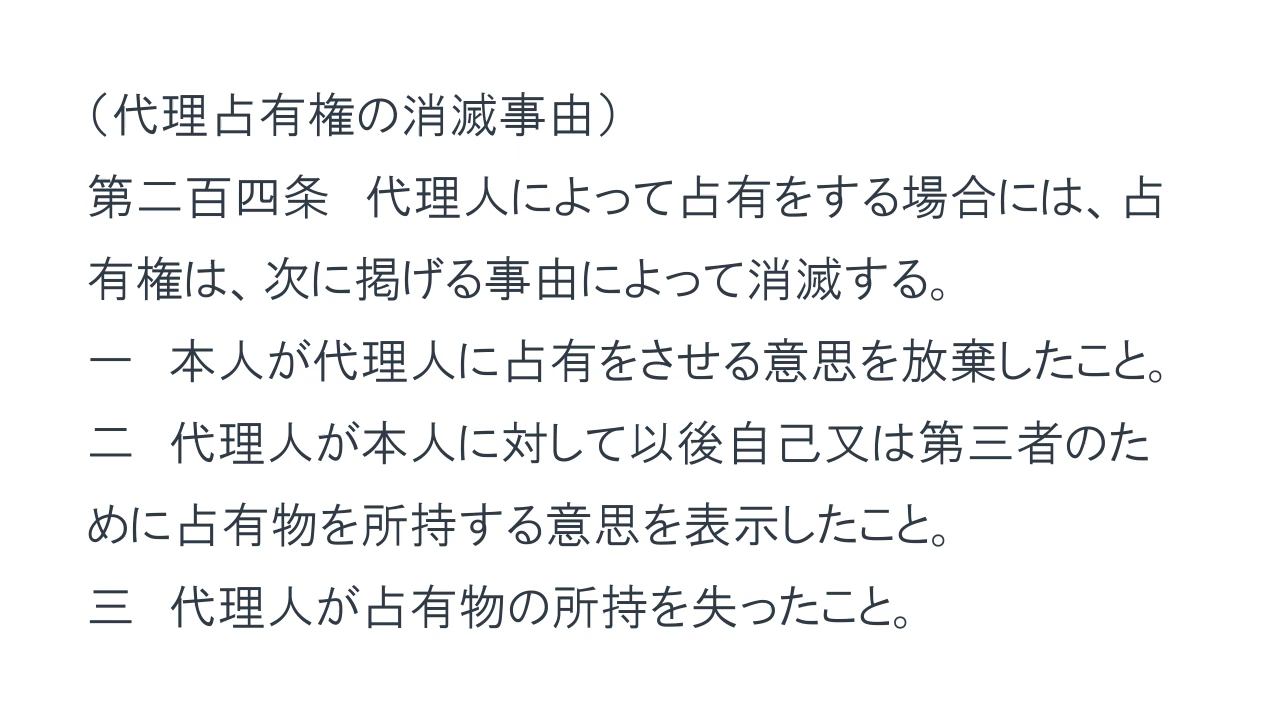 （代理占有権の消滅事由）
第二百四条　代理人によって占有をする場合には、占
有権は、次に掲げる事由によって消滅する。
一　本人が代理人に占有をさせる意思を放棄したこと。
二　代理人が本人に対して以後自己又は第三者のた
めに占有物を所持する意思を表示したこと。
三　代理人が占有物の所持を失ったこと。